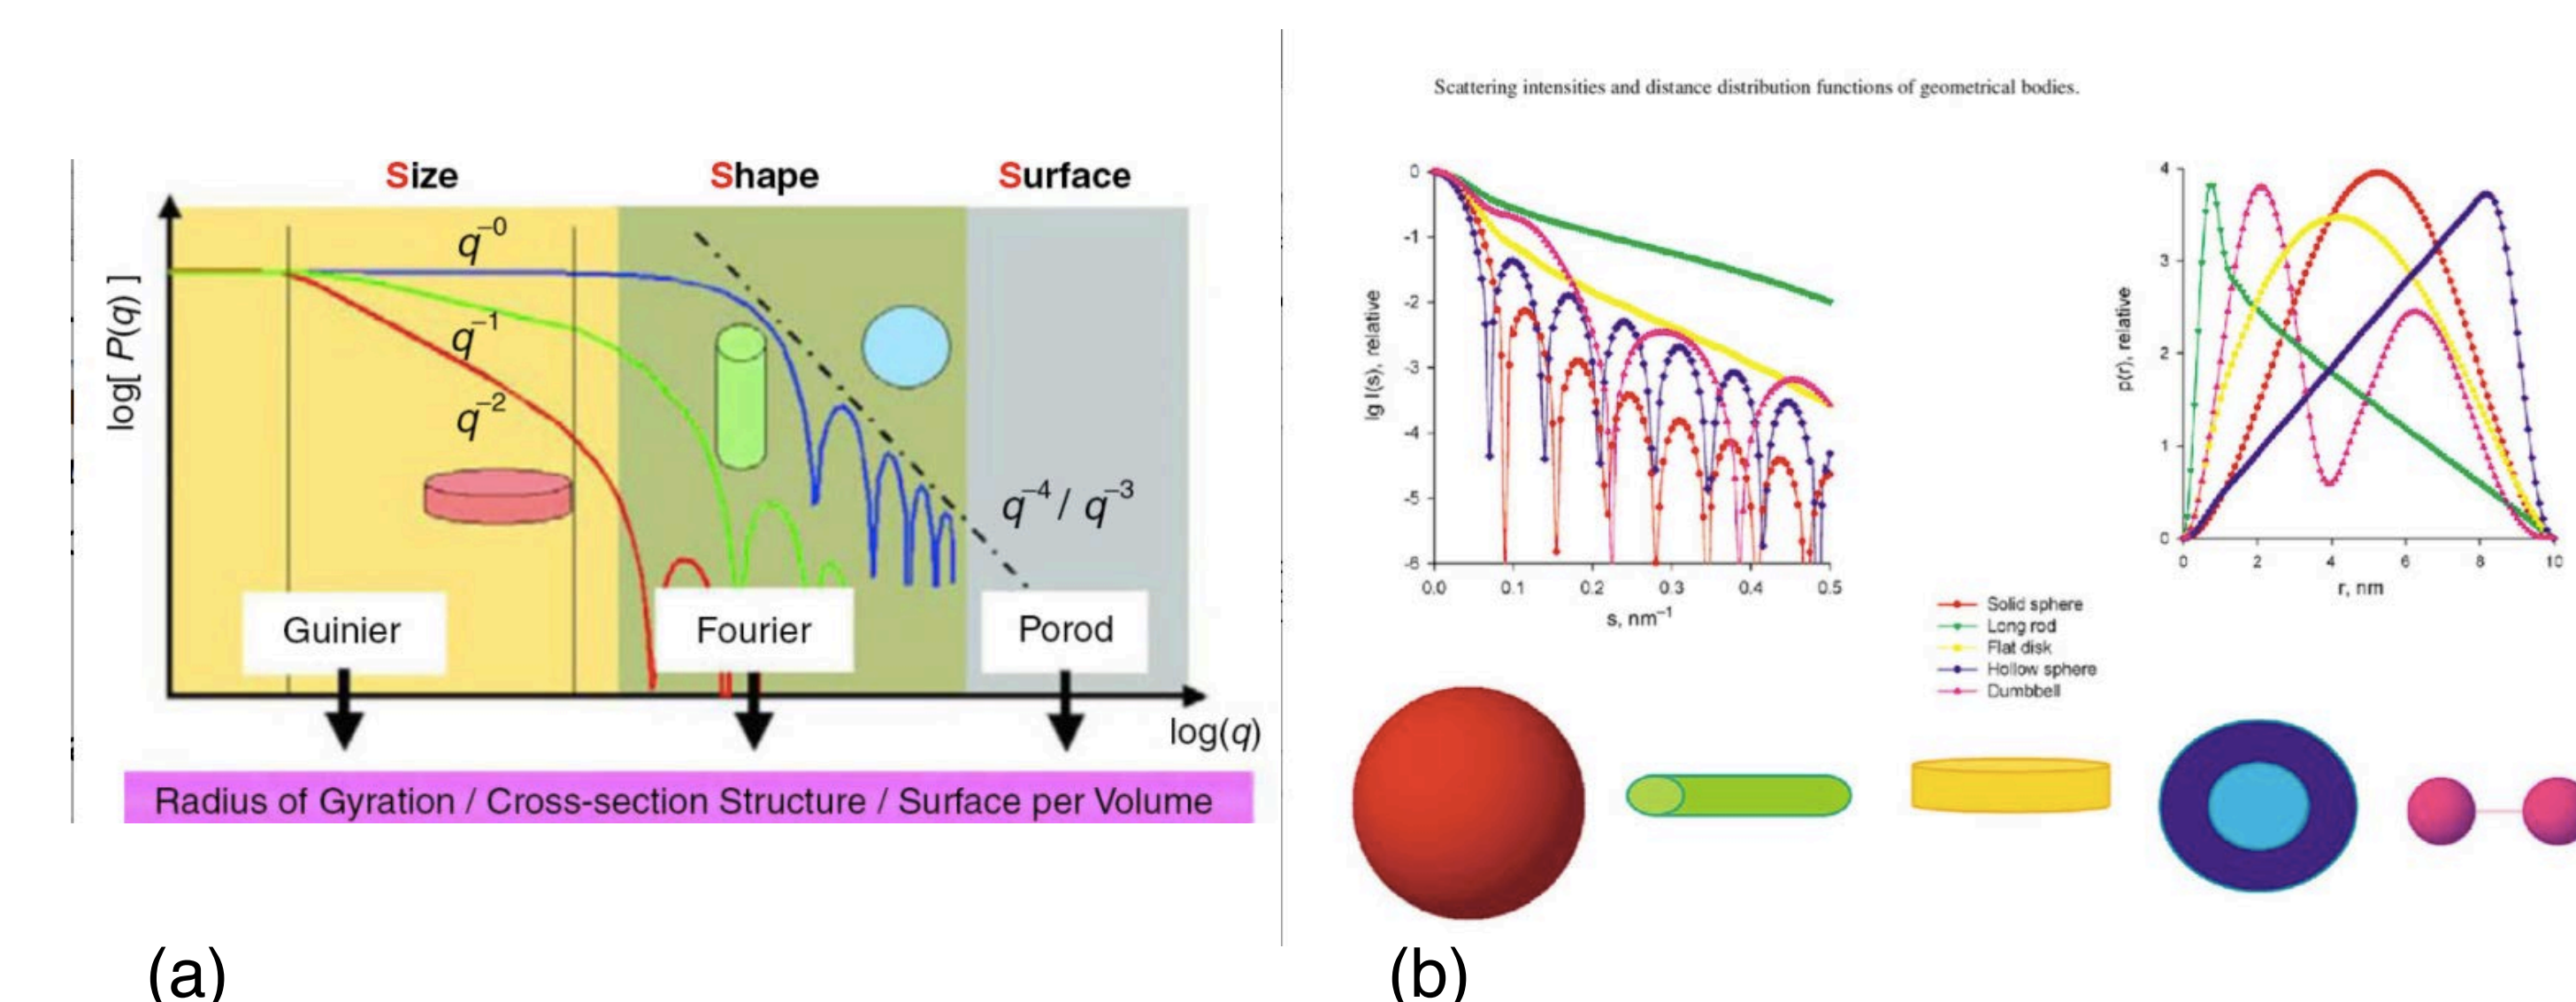 Size
Shape
Surface
log[ P(q) ]
q⁻⁰
q⁻¹
q⁻²
q⁻⁴ / q⁻³
Guinier
Fourier
Porod
log(q)
Radius of Gyration / Cross-section Structure / Surface per Volume
(a)
Scattering intensities and distance distribution functions of geometrical bodies.
lg I(s), relative
0
-1
-2
-3
-4
-5
-6
0.0 0.1 0.2 0.3 0.4 0.5
s, nm⁻¹
p(r), relative
4
3
2
1
0
0 2 4 6 8 10
r, nm
Solid sphere
Long rod
Flat disk
Hollow sphere
Dumbbell
(b)